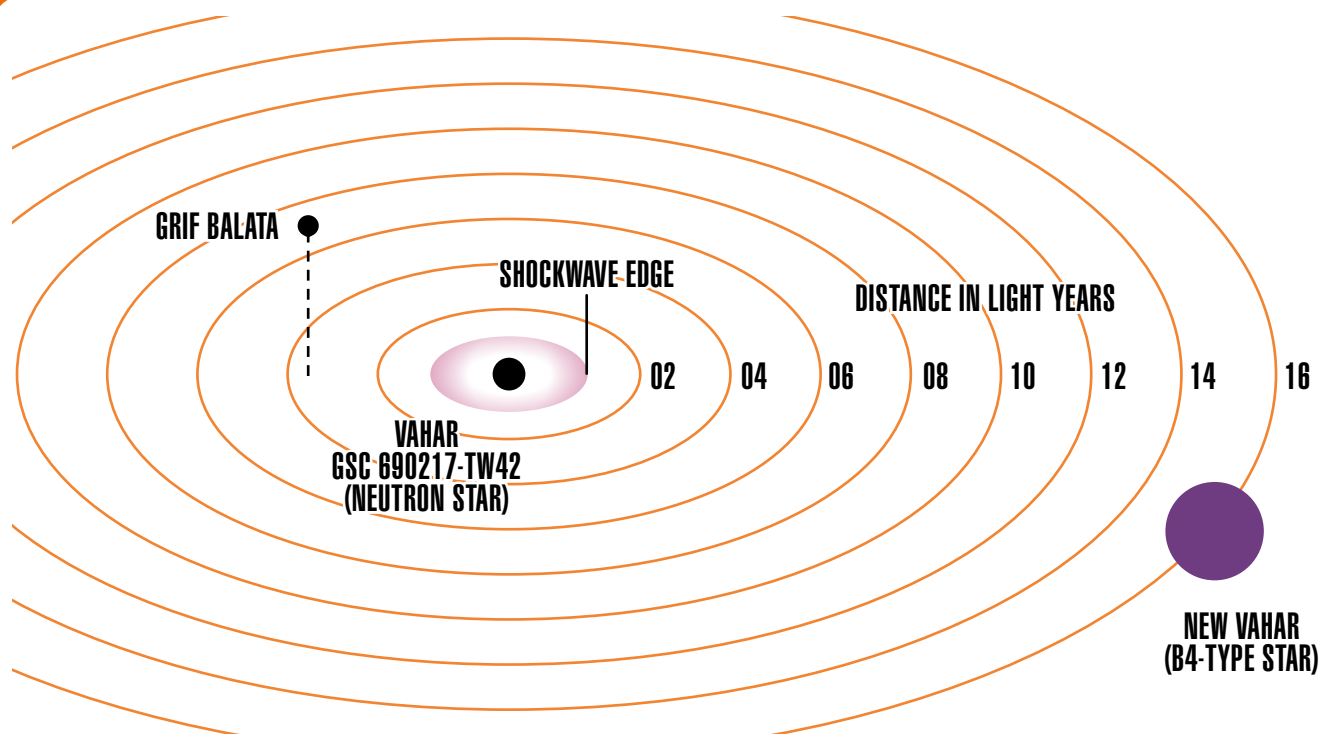 GRIF BALATA
SHOCKWAVE EDGE
DISTANCE IN LIGHT YEARS
02 04 06 08 10 12 14 16
VAHAR
GSC 690217-TW42
(NEUTRON STAR)
NEW VAHAR
(B4-TYPE STAR)